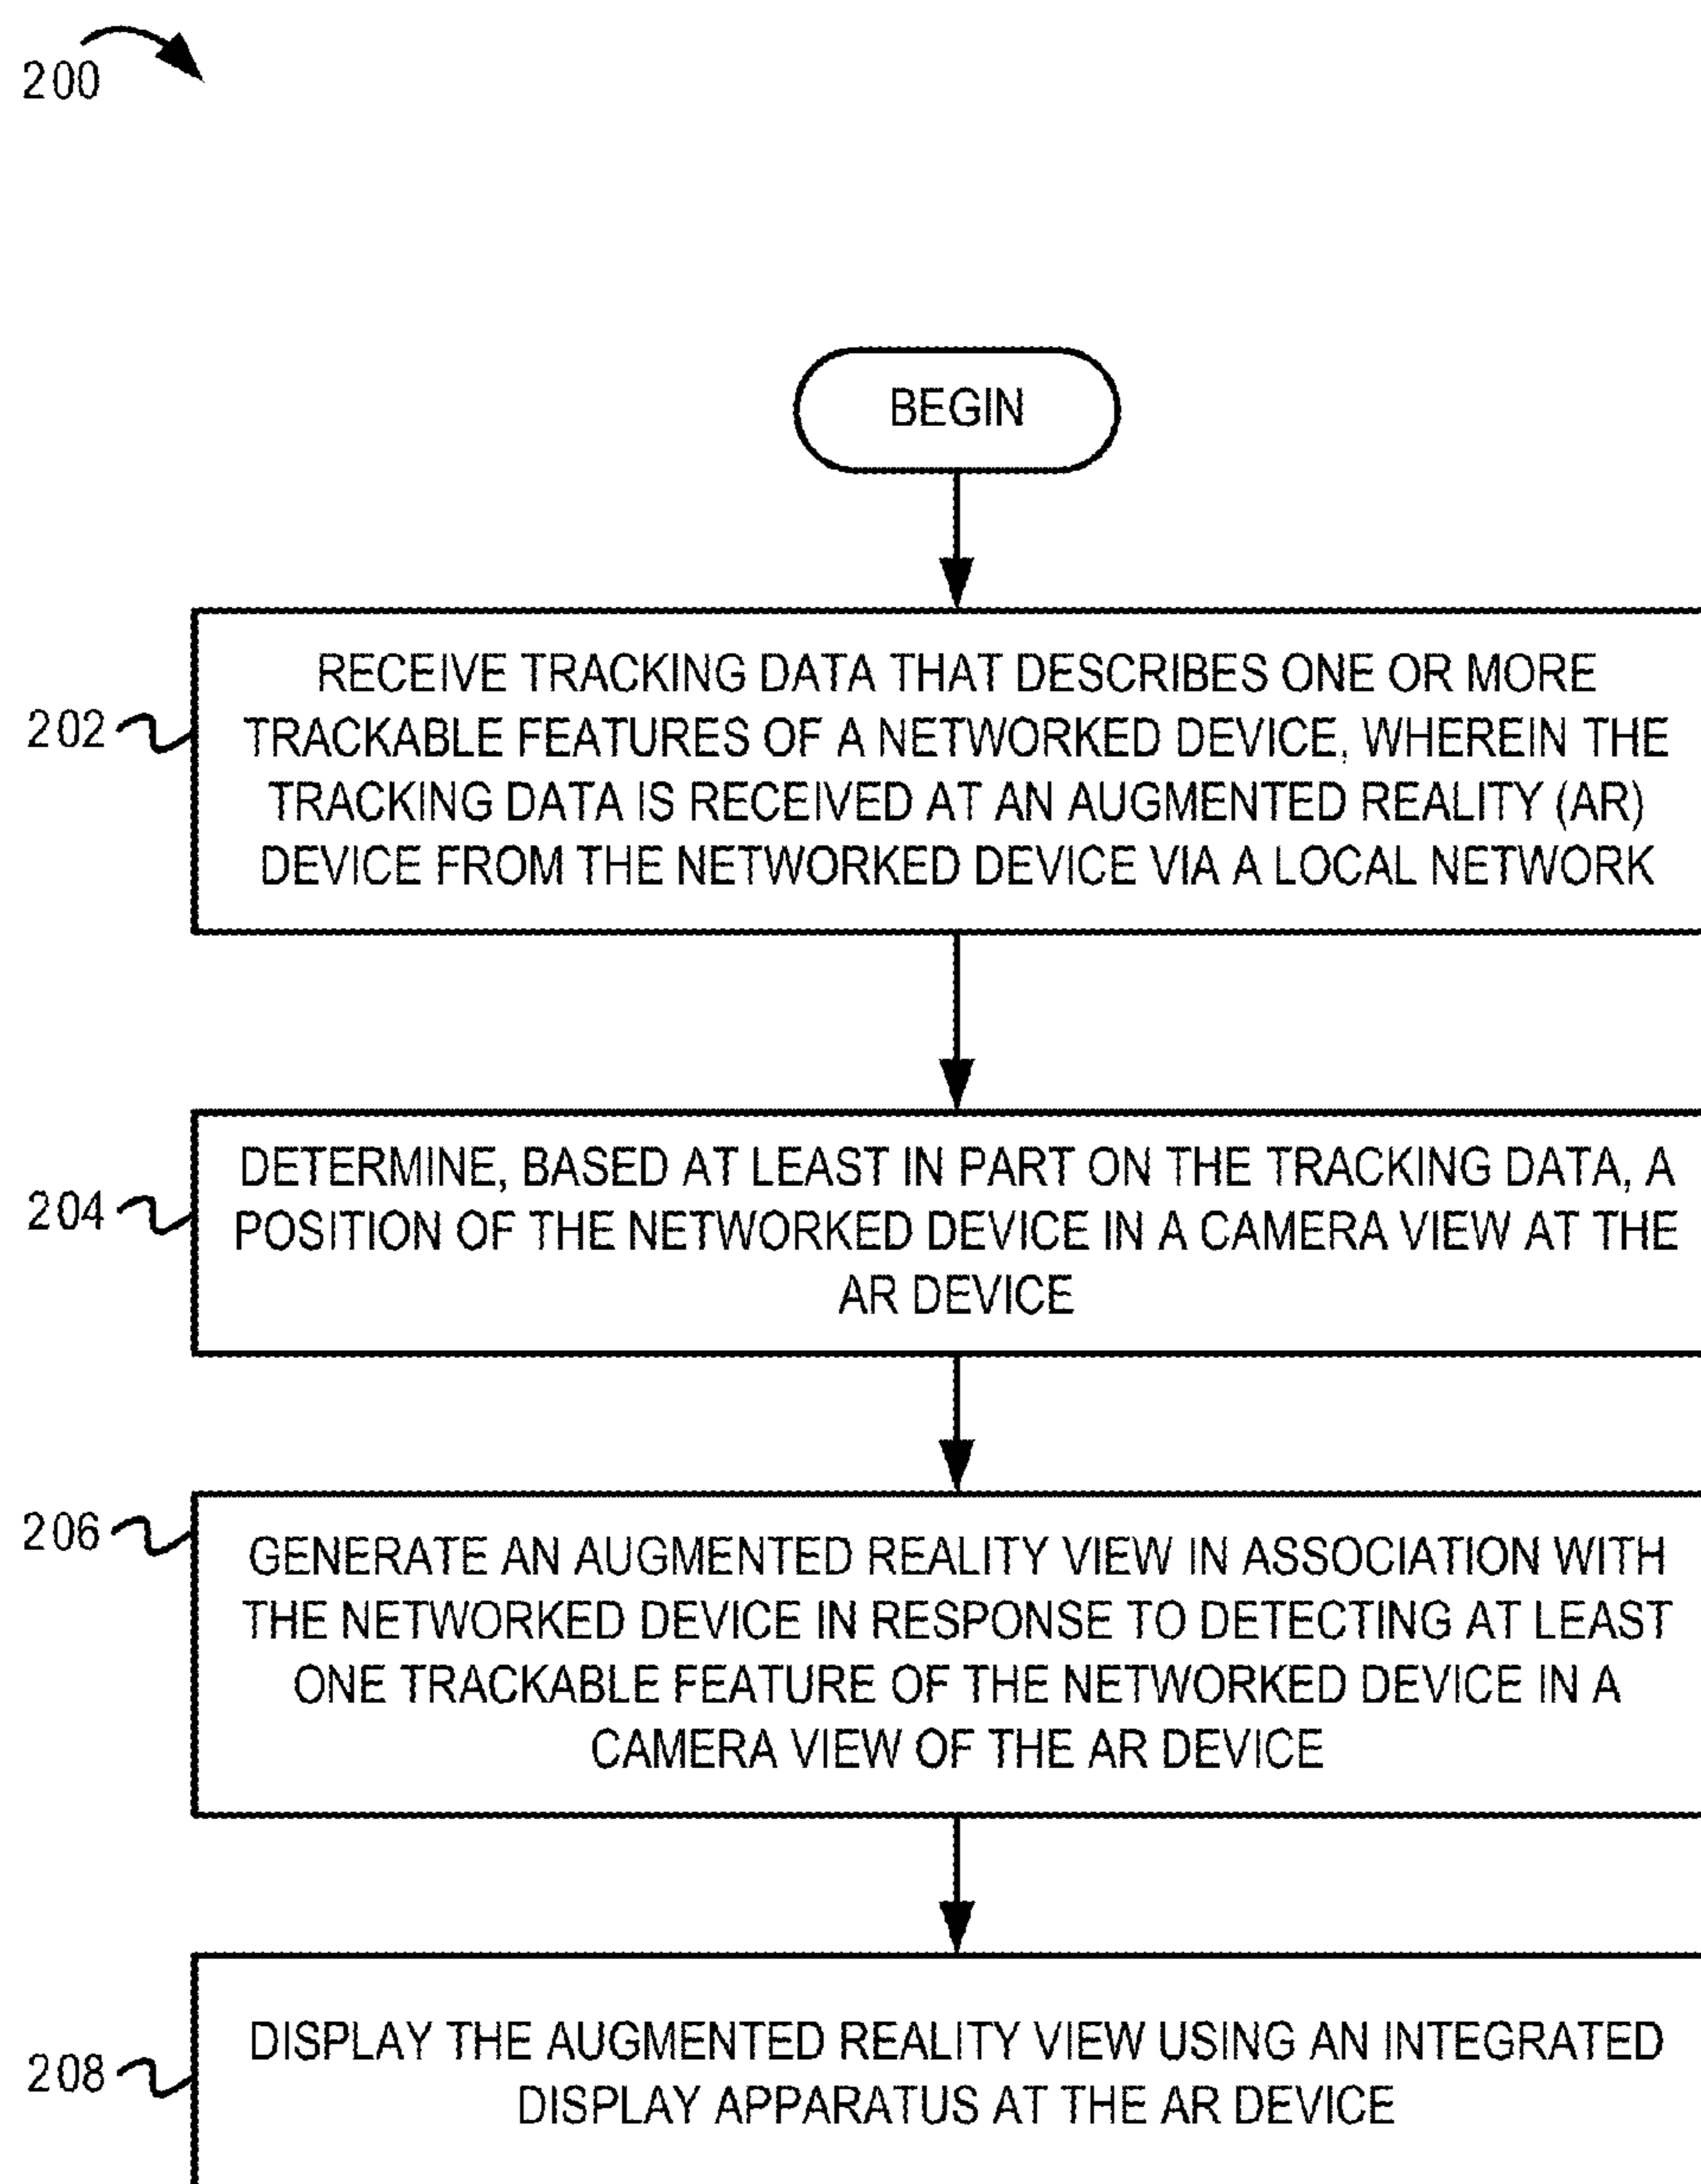 200
BEGIN
202
RECEIVE TRACKING DATA THAT DESCRIBES ONE OR MORE
TRACKABLE FEATURES OF A NETWORKED DEVICE, WHEREIN THE
TRACKING DATA IS RECEIVED AT AN AUGMENTED REALITY (AR)
DEVICE FROM THE NETWORKED DEVICE VIA A LOCAL NETWORK
204
DETERMINE, BASED AT LEAST IN PART ON THE TRACKING DATA, A
POSITION OF THE NETWORKED DEVICE IN A CAMERA VIEW AT THE
AR DEVICE
206
GENERATE AN AUGMENTED REALITY VIEW IN ASSOCIATION WITH
THE NETWORKED DEVICE IN RESPONSE TO DETECTING AT LEAST
ONE TRACKABLE FEATURE OF THE NETWORKED DEVICE IN A
CAMERA VIEW OF THE AR DEVICE
208
DISPLAY THE AUGMENTED REALITY VIEW USING AN INTEGRATED
DISPLAY APPARATUS AT THE AR DEVICE